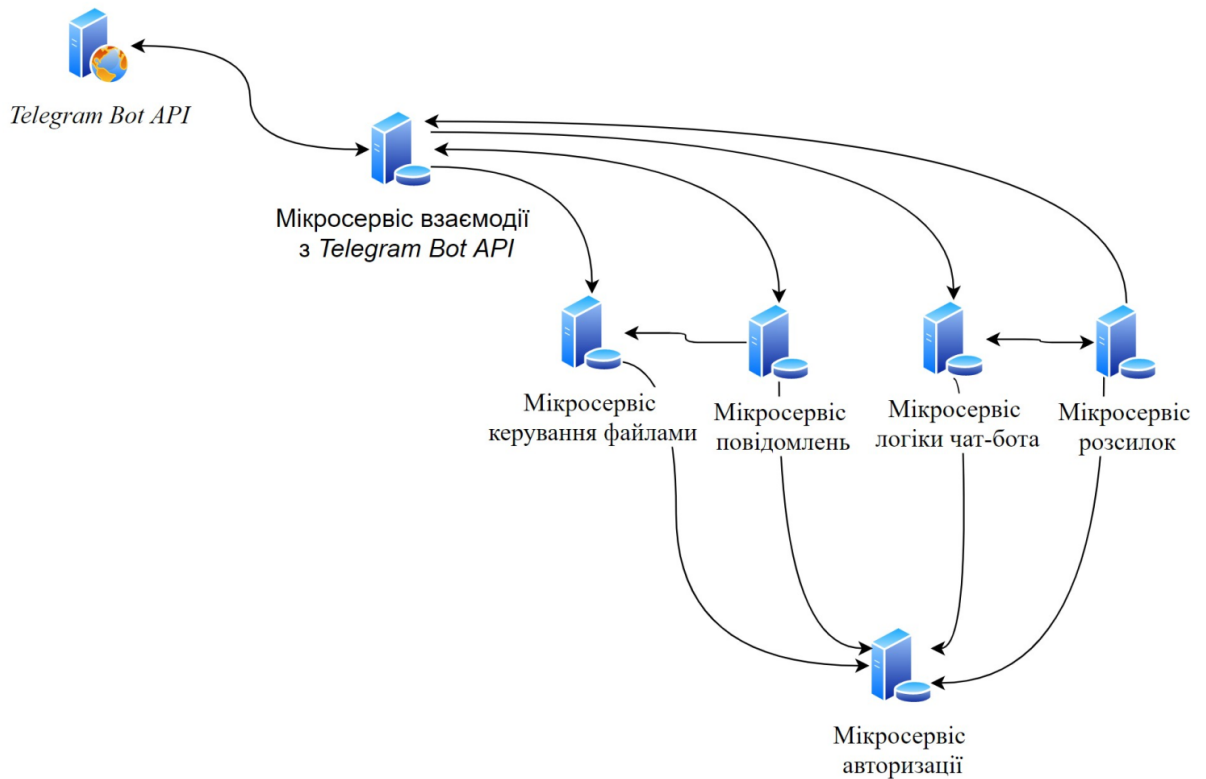 Telegram Bot API
Мікросервіс взаємодії
з Telegram Bot API
Мікросервіс
керування файлами
Мікросервіс
повідомлень
Мікросервіс
логіки чат-бота
Мікросервіс
розсилок
Мікросервіс
авторизації